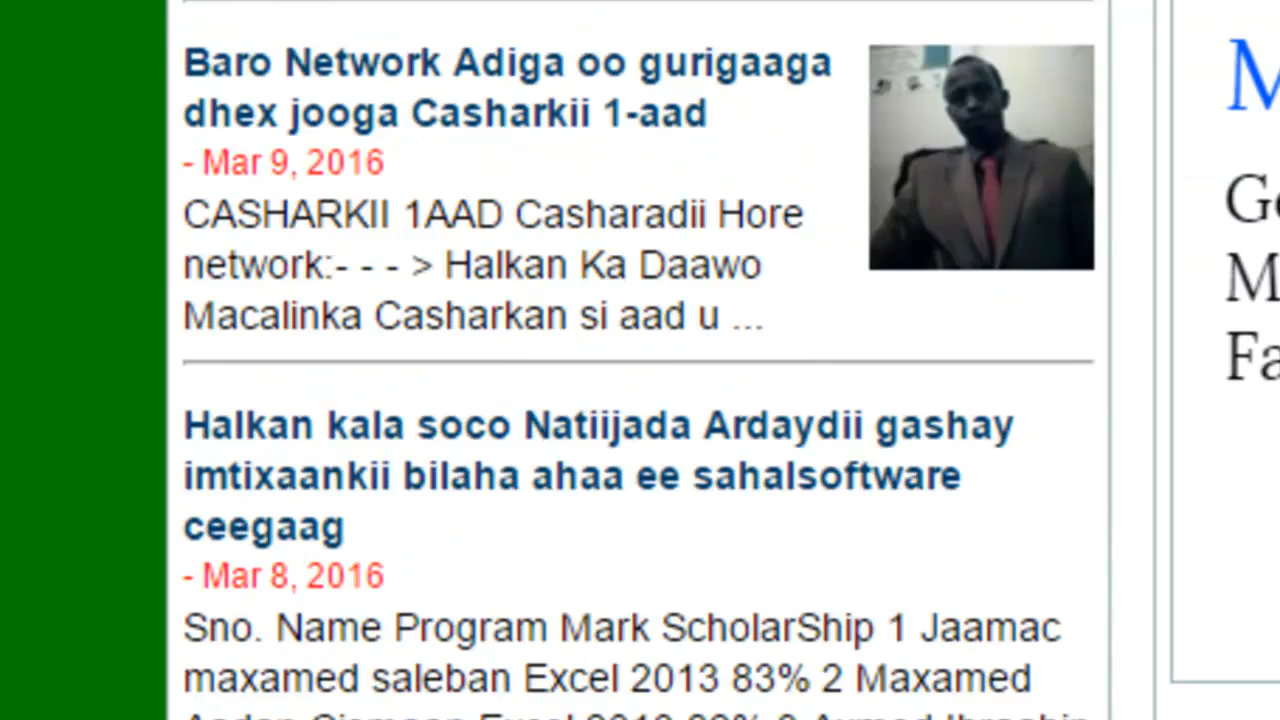 Baro Network Adiga oo gurigaaga
dhex jooga Casharkii 1-aad
- Mar 9, 2016
CASHARKII 1AAD Casharadii Hore
network:- - - > Halkan Ka Daawo
Macalinka Casharkan si aad u ...
Halkan kala soco Natiijada Ardaydii gashay
imtixaankii bilaha ahaa ee sahalsoftware
ceegaag
- Mar 8, 2016
Sno. Name Program Mark ScholarShip 1 Jaamac
maxamed saleban Excel 2013 83% 2 Maxamed